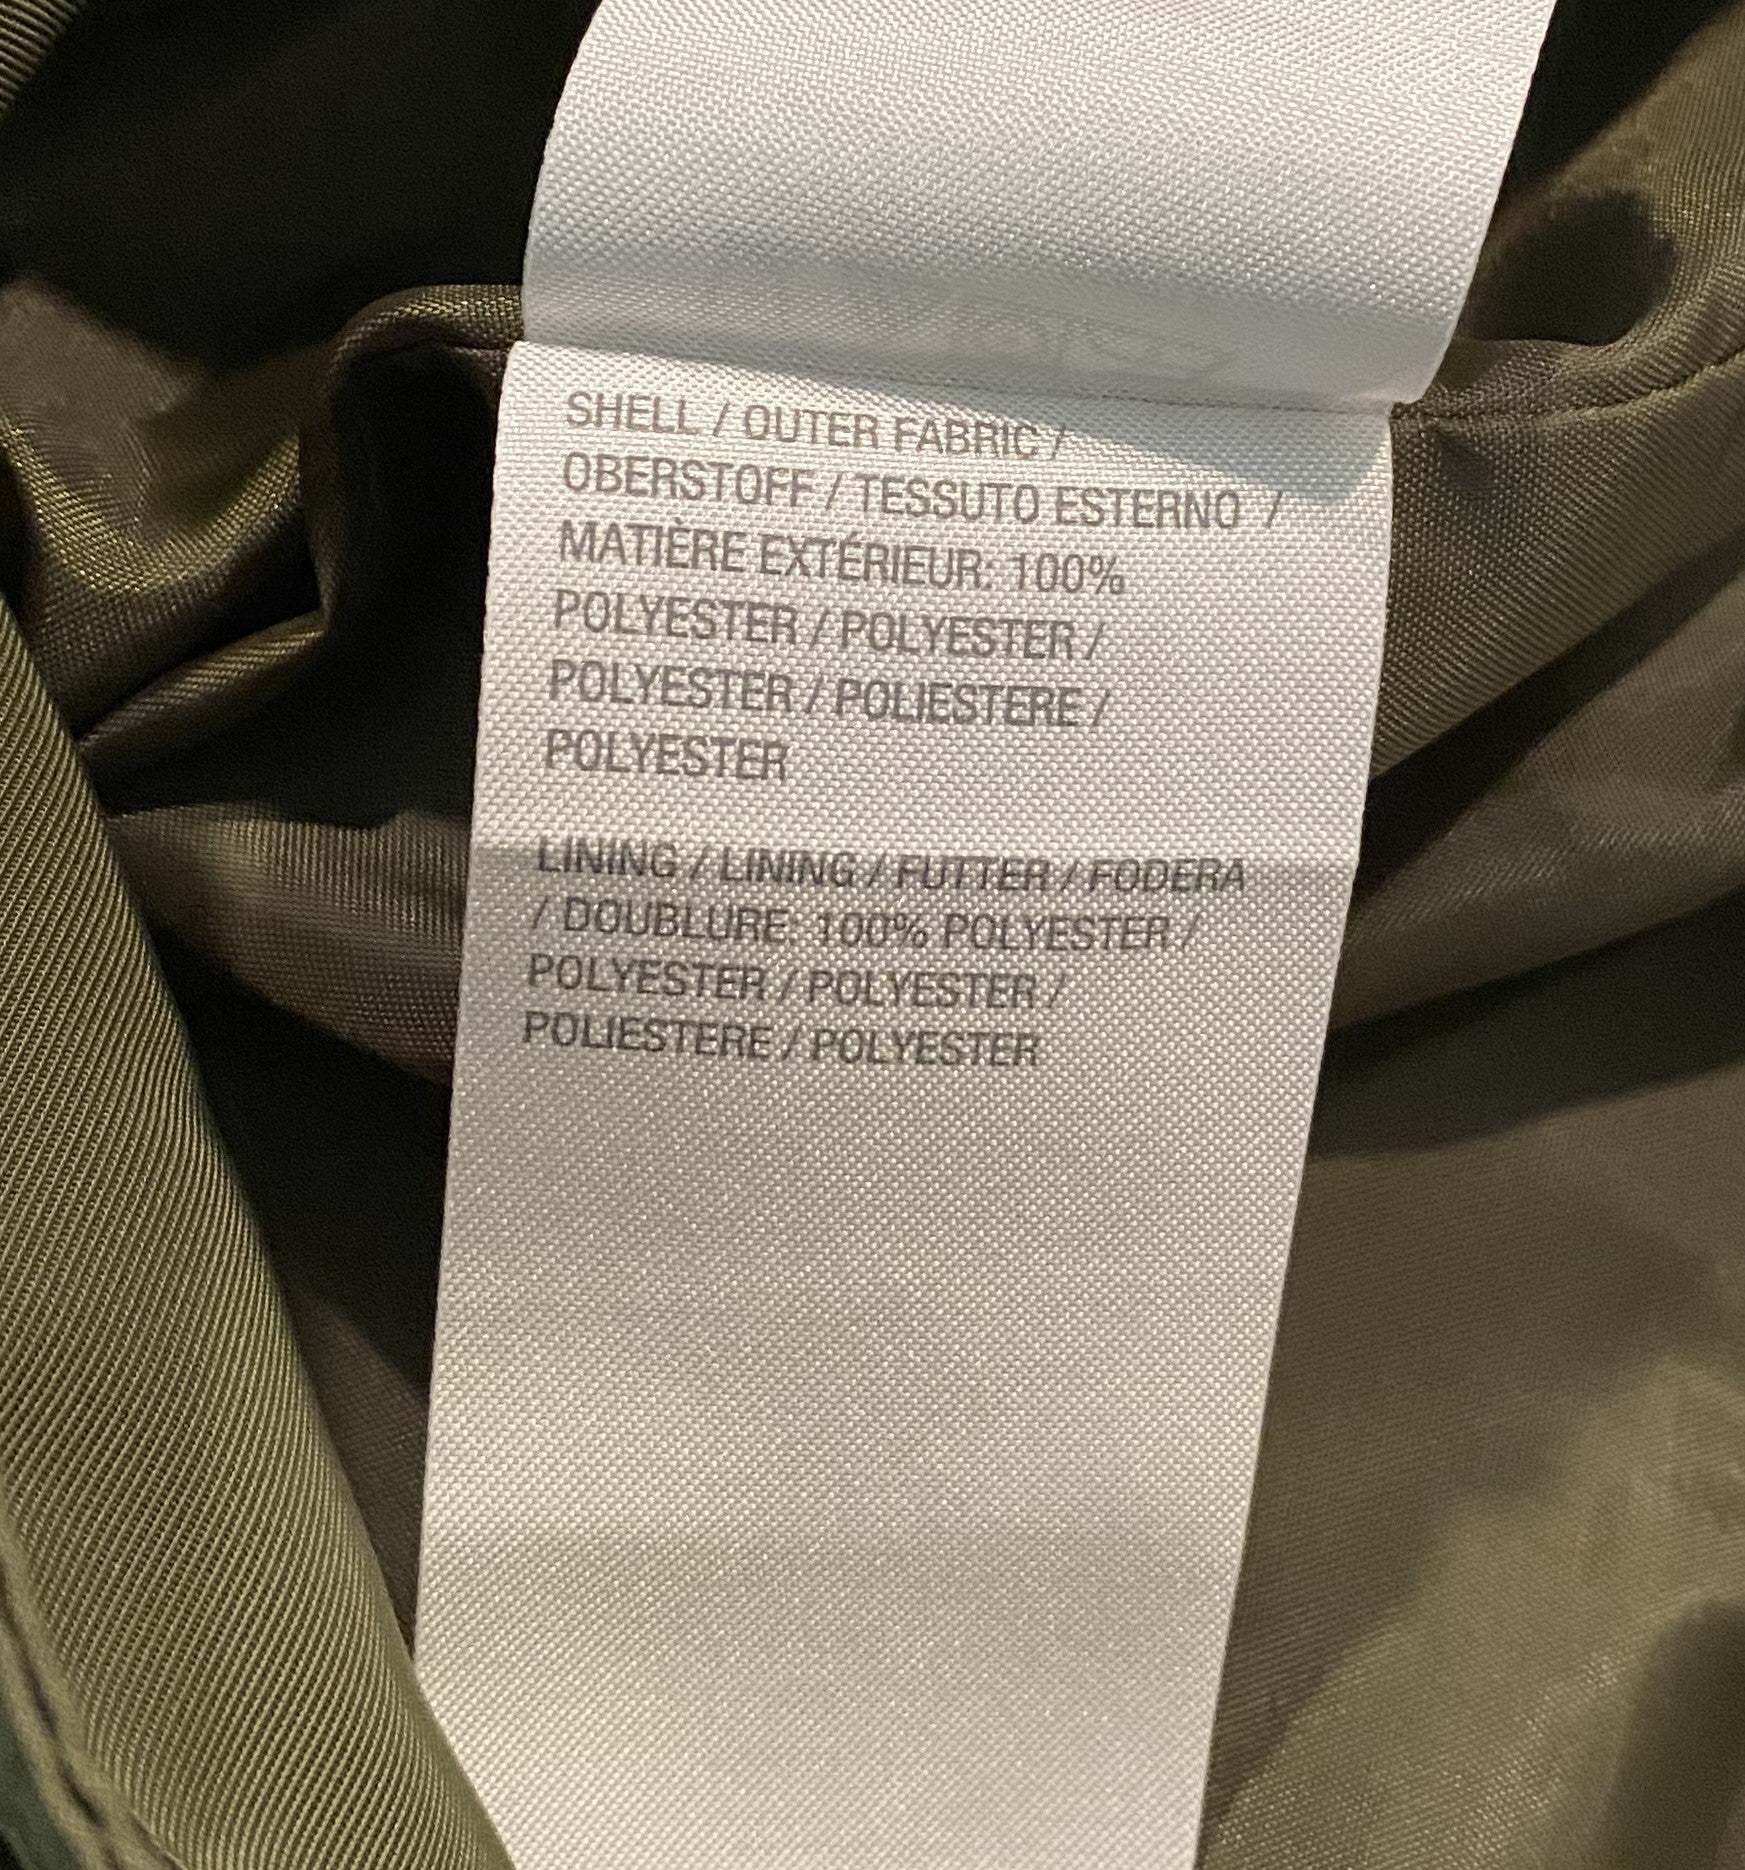 SHELL / OUTER FABRIC /
OBERSTOFF / TESSUTO ESTERNO /
MATIÈRE EXTÉRIEUR: 100%
POLYESTER / POLYESTER /
POLYESTER / POLIESTERE /
POLYESTER
LINING / LINING / FUTTER / FODERA
/ DOUBLURE: 100% POLYESTER /
POLYESTER / POLYESTER /
POLIESTERE / POLYESTER